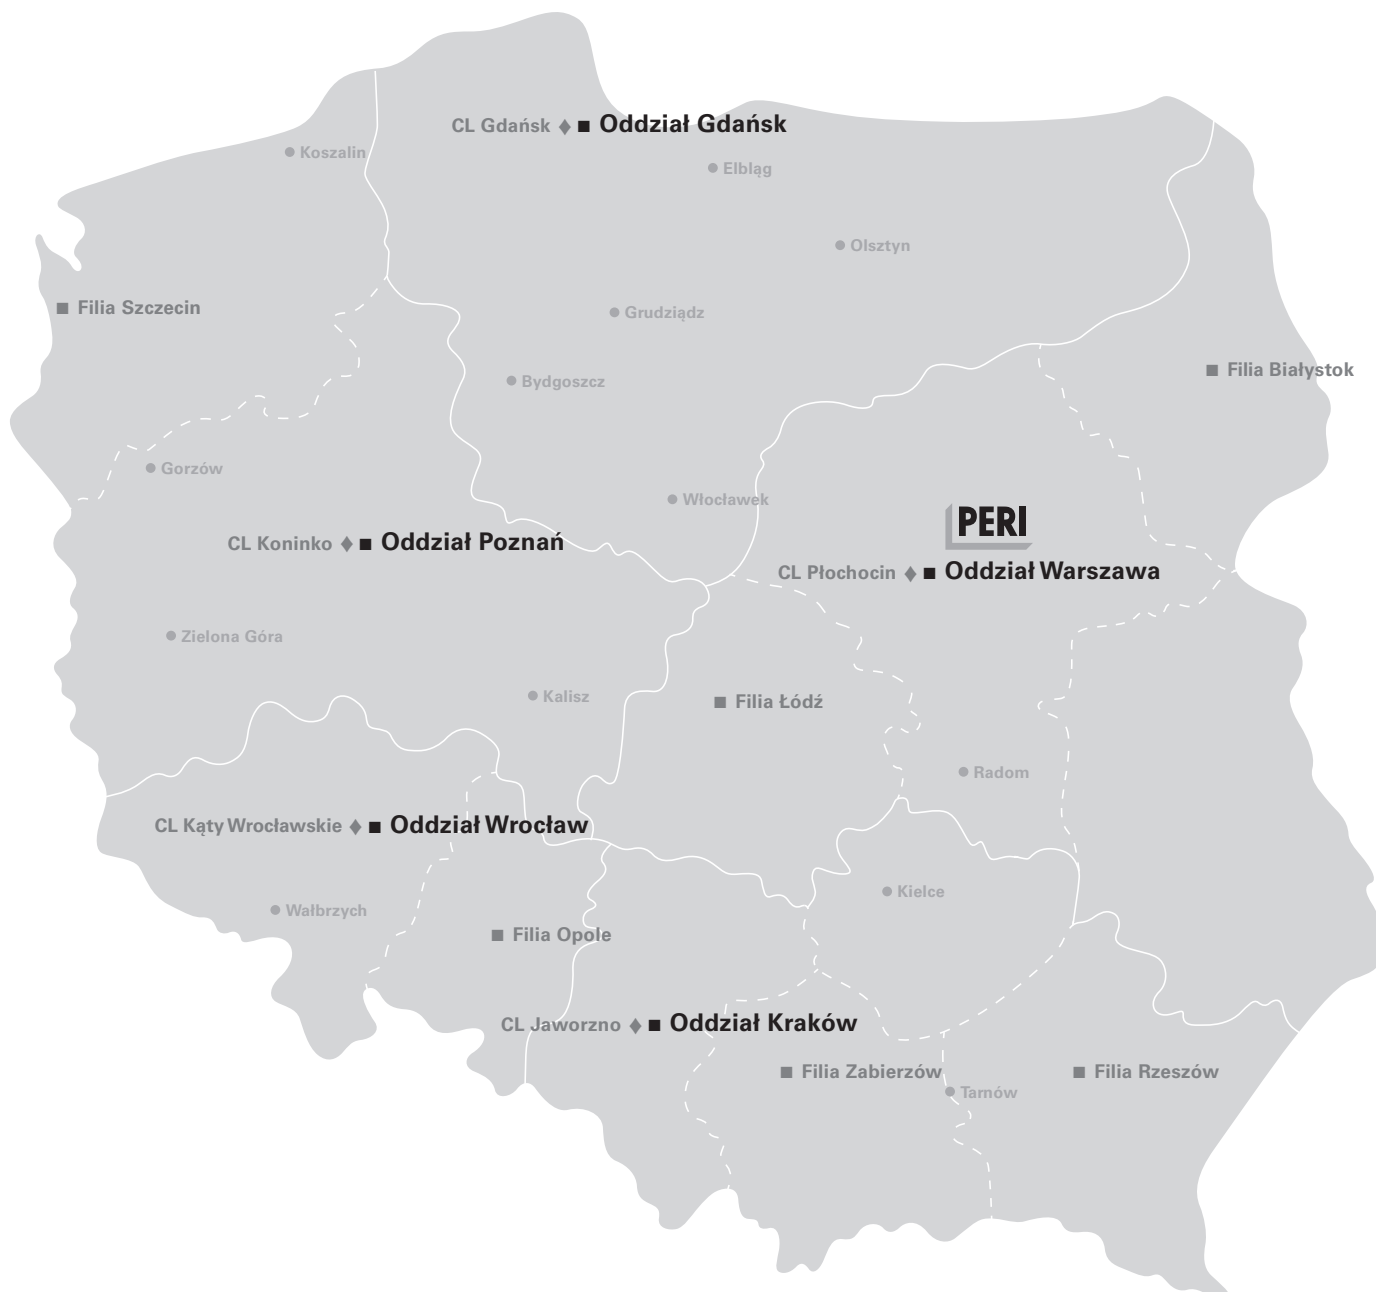 CL Gdańsk ♦ ■ Oddział Gdańsk
Koszalin
Elbląg
Olsztyn
Filia Szczecin
Grudziądz
Filia Białystok
Bydgoszcz
Gorzów
Włocławek
PERI
CL Koninko ♦ ■ Oddział Poznań
CL Płochocin ♦ ■ Oddział Warszawa
Zielona Góra
Kalisz
Filia Łódź
Radom
CL Kąty Wrocławskie ♦ ■ Oddział Wrocław
Kielce
Wałbrzych
Filia Opole
CL Jaworzno ♦ ■ Oddział Kraków
Filia Zabierzów
Filia Rzeszów
Tarnów